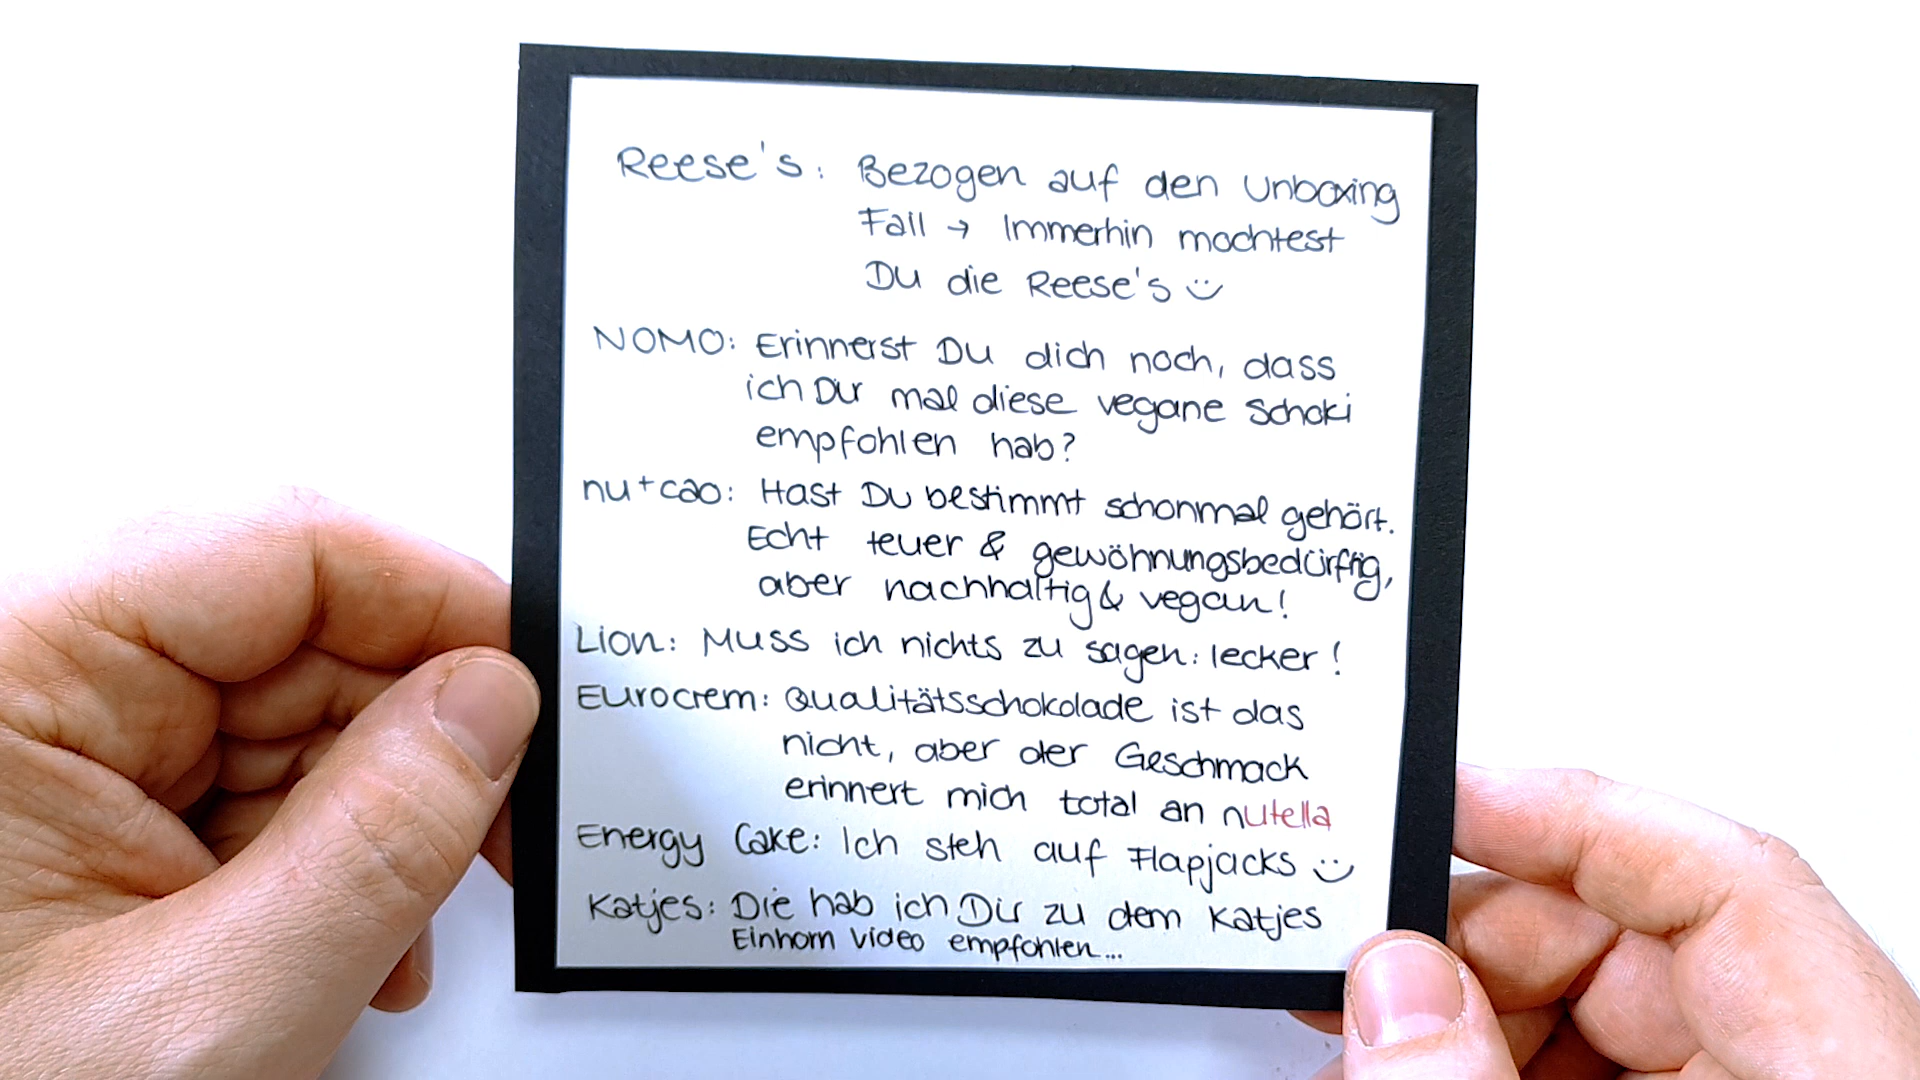 Reese's: Bezogen auf den Unboxing
Fall → Immerhin mochtest
Du die Reese's :)
NOMO: Erinnerst Du dich noch, dass
ich Dir mal diese vegane Schoki
empfohlen hab?
nu+cao: Hast Du bestimmt schonmal gehört.
Echt teuer & gewöhnungsbedürftig,
aber nachhaltig & vegan!
Lion: Muss ich nichts zu sagen: lecker!
Eurocrem: Qualitätsschokolade ist das
nicht, aber der Geschmack
erinnert mich total an nutella
Energy Cake: Ich steh auf Flapjacks :)
Katjes: Die hab ich Dir zu dem Katjes
Einhorn Video empfohlen...